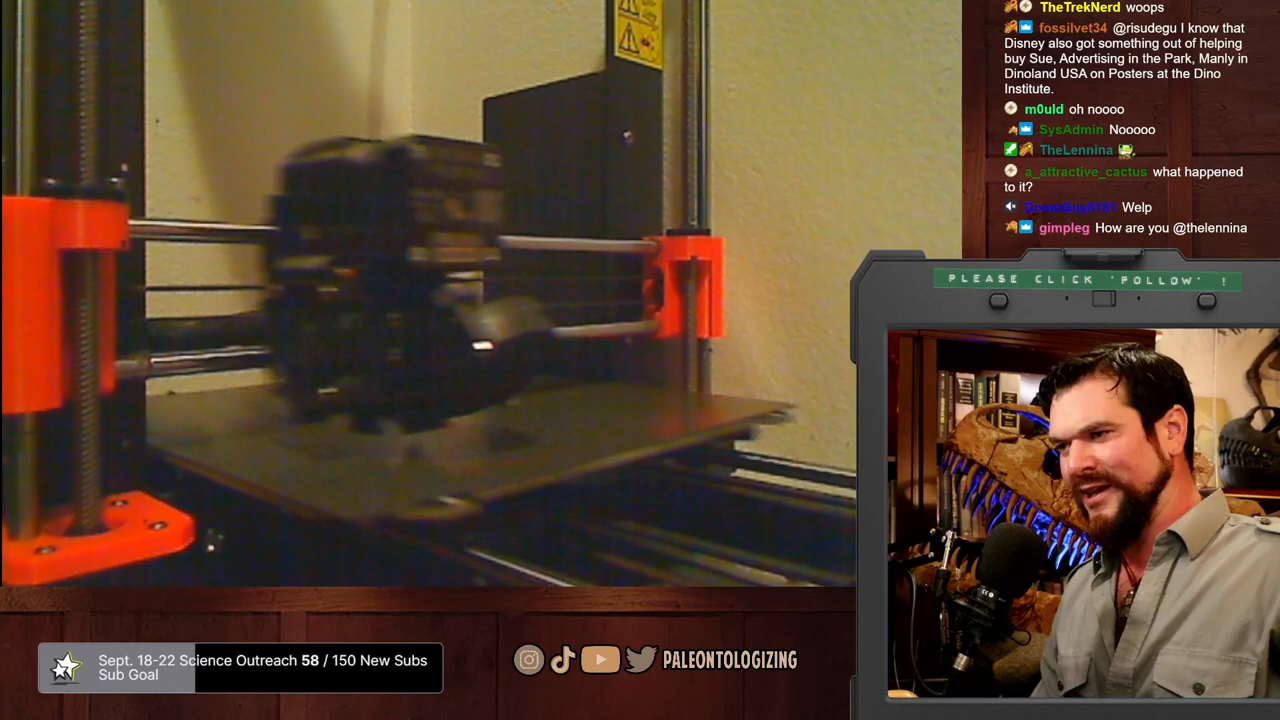 TheTrekNerd woops
fossilvet34 @risudegu I know that
Disney also got something out of helping
buy Sue, Advertising in the Park, Manly in
Dinoland USA on Posters at the Dino
Institute.
m0uld oh noooo
SysAdmin Nooooo
TheLennina
a_attractive_cactus what happened
to it?
DoomGuy8181 Welp
gimpleg How are you @thelennina
PLEASE CLICK 'FOLLOW' !
Sept. 18-22 Science Outreach 58 / 150 New Subs
Sub Goal
PALEONTOLOGIZING